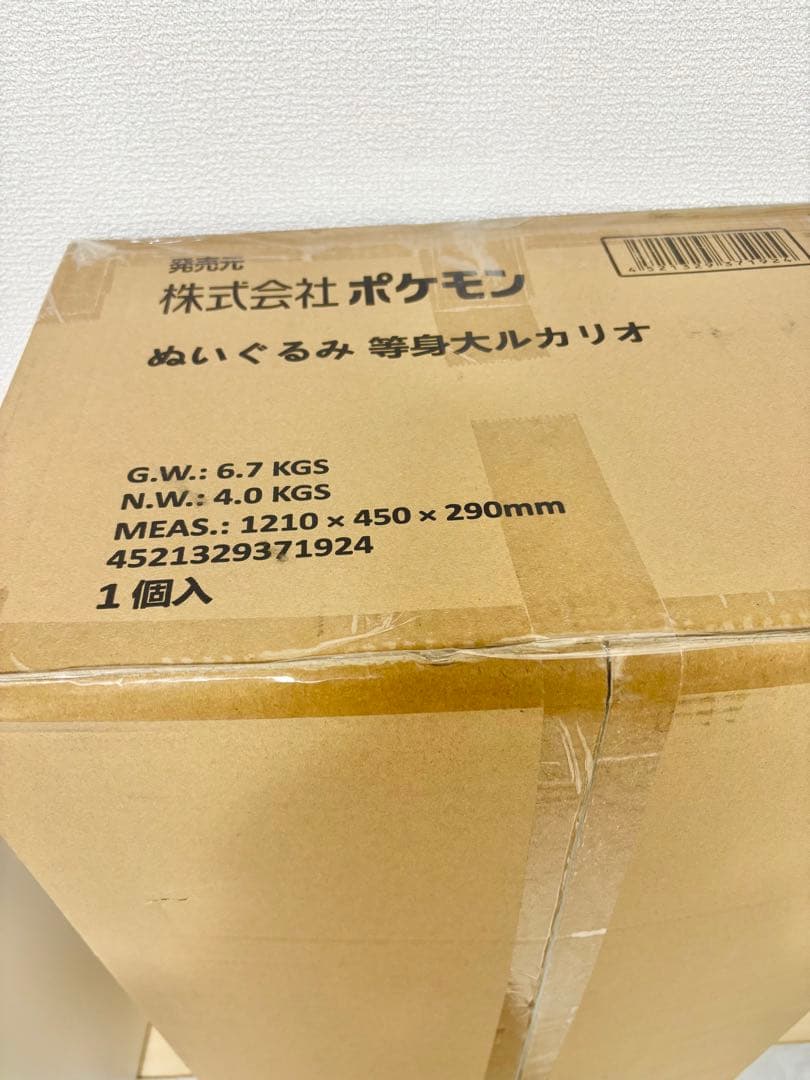 発売元
株式会社 ポケモン
ぬいぐるみ 等身大ルカリオ
4521329371924
G.W.: 6.7 KGS
N.W.: 4.0 KGS
MEAS.: 1210 × 450 × 290mm
4521329371924
1個入